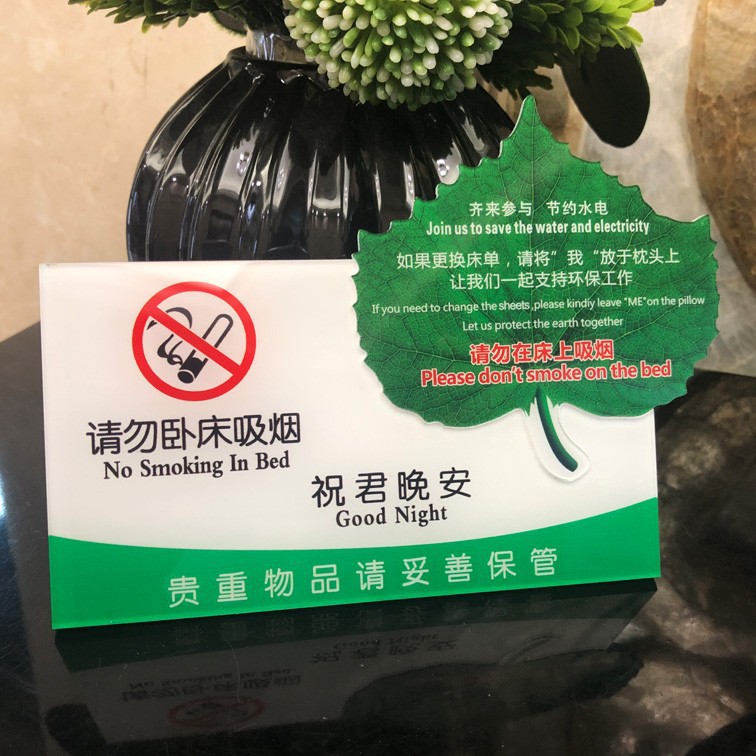 齐来参与 节约水电
Join us to save the water and electricity
如果更换床单，请将”我“放于枕头上
让我们一起支持环保工作
If you need to change the sheets,please kindly leave "ME"on the pillow
Let us protect the earth together
请勿在床上吸烟
Please don't smoke on the bed
请勿卧床吸烟
No Smoking In Bed
祝君晚安
Good Night
贵重物品请妥善保管